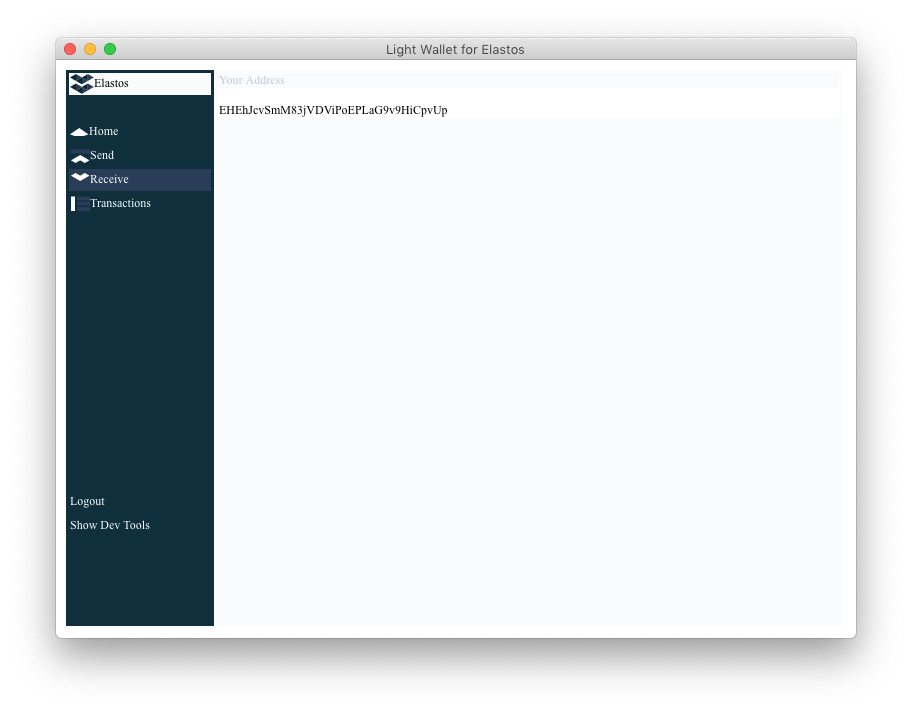 Light Wallet for Elastos
Elastos
Home
Send
Receive
Transactions
Logout
Show Dev Tools
Your Address
EHEhJcvSmM83jVDViPoEPLaG9v9HiCpvUp